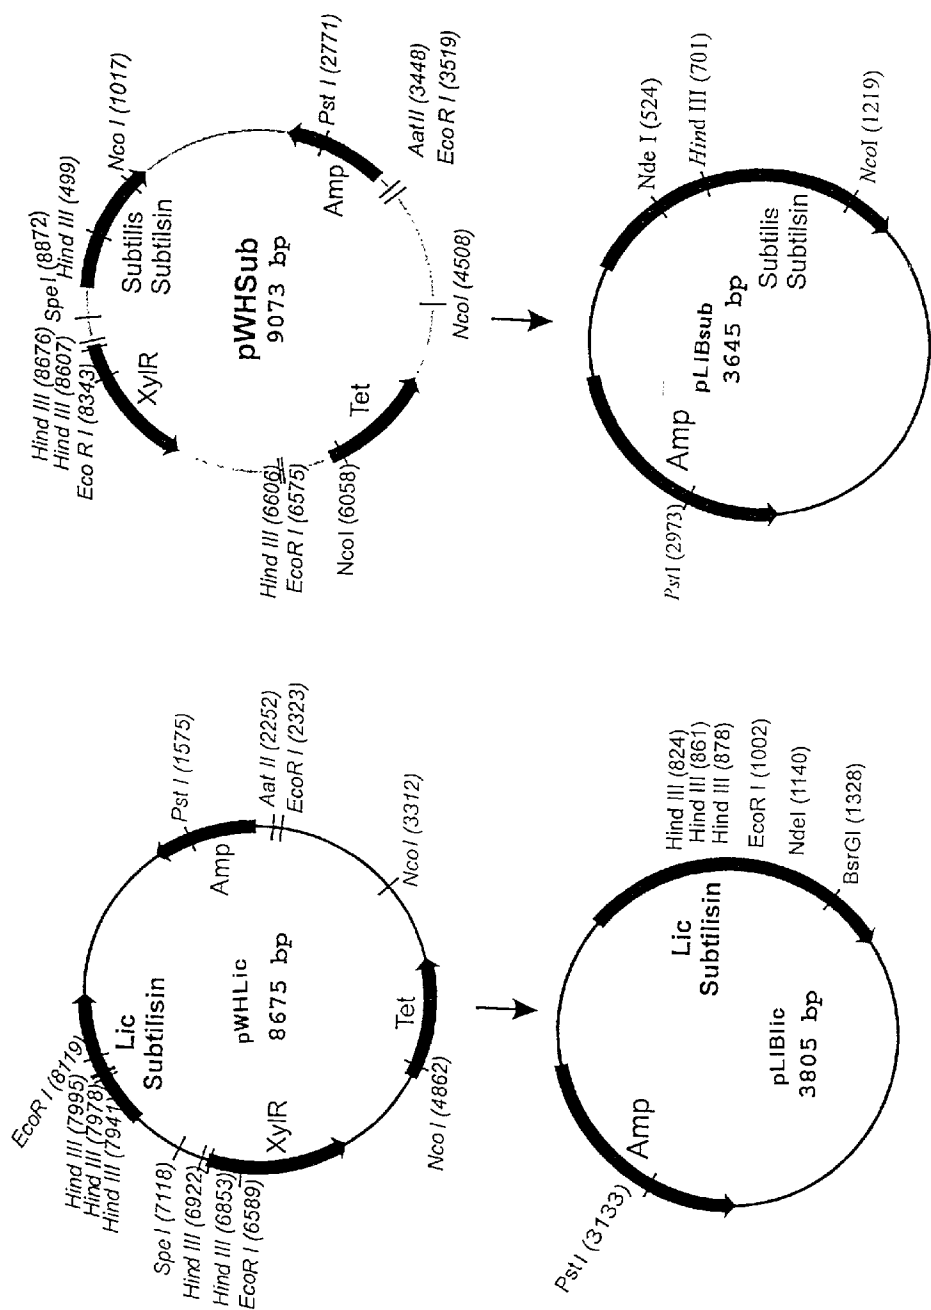 Hind III (8676)
Hind III (8607)
Eco R I (8343)
Spe I (8872)
Hind III (499)
Nco I (1017)
XylR
Subtilis
Subtilsin
pWHSub
9073 bp
Pst I (2771)
Amp
Aat II (3448)
EcoR I (3519)
Hind III (6606)
EcoR I (6575)
NcoI (6058)
Tet
NcoI (4508)
Nde I (524)
Hind III (701)
Amp
pLIBsub
3645 bp
Subtilis
Subtilsin
PstI (2973)
NcoI (1219)
EcoR I (8119)
Hind III (7995)
Hind III (7978)
Hind III (7941)
Lic
Subtilisin
Pst I (1575)
Amp
Spe I (7118)
Hind III (6922)
Hind III (6853)
EcoR I (6589)
XylR
pWHLic
8675 bp
Aat II (2252)
EcoR I (2323)
Nco I (4862)
Tet
NcoI (3312)
Hind III (824)
Hind III (861)
Hind III (878)
EcoR I (1002)
NdeI (1140)
BsrGI (1328)
Lic
Subtilisin
Amp
pLIBlic
3805 bp
PstI (3133)